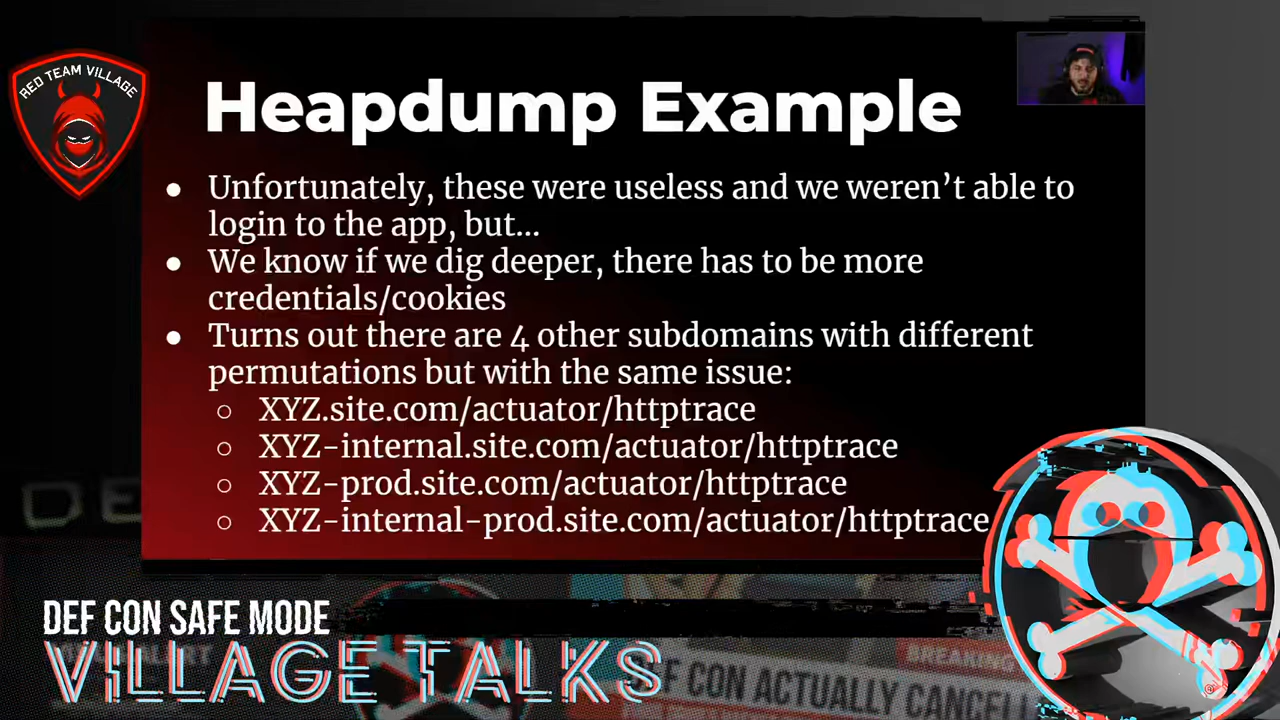 RED TEAM VILLAGE
Heapdump Example
● Unfortunately, these were useless and we weren’t able to
login to the app, but...
● We know if we dig deeper, there has to be more
credentials/cookies
● Turns out there are 4 other subdomains with different
permutations but with the same issue:
○ XYZ.site.com/actuator/httptrace
○ XYZ-internal.site.com/actuator/httptrace
○ XYZ-prod.site.com/actuator/httptrace
○ XYZ-internal-prod.site.com/actuator/httptrace
DE
DEF CON SAFE MODE
VILLAGE TALKS
DEF CON ACTUALLY CANCELL